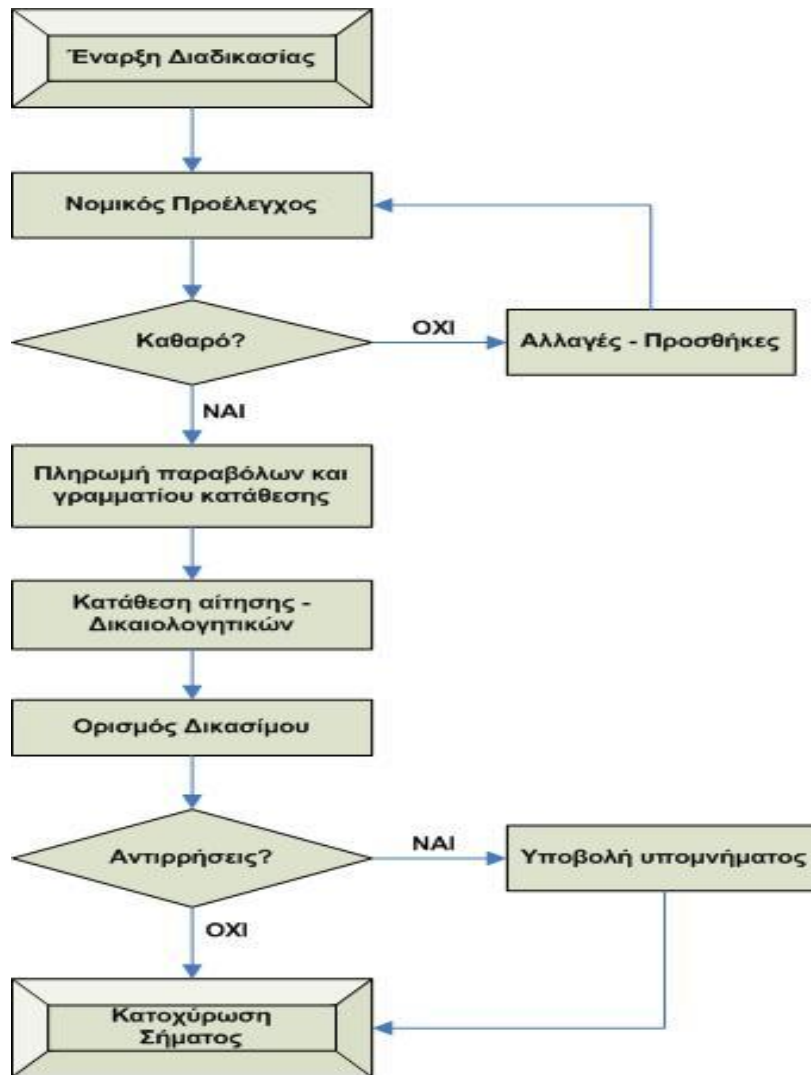 Έναρξη Διαδικασίας
Νομικός Προέλεγχος
Καθαρό?
ΟΧΙ
Αλλαγές - Προσθήκες
ΝΑΙ
Πληρωμή παραβόλων και
γραμματίου κατάθεσης
Κατάθεση αίτησης -
Δικαιολογητικών
Ορισμός Δικασίμου
Αντιρρήσεις?
ΝΑΙ
Υποβολή υπομνήματος
ΟΧΙ
Κατοχύρωση
Σήματος